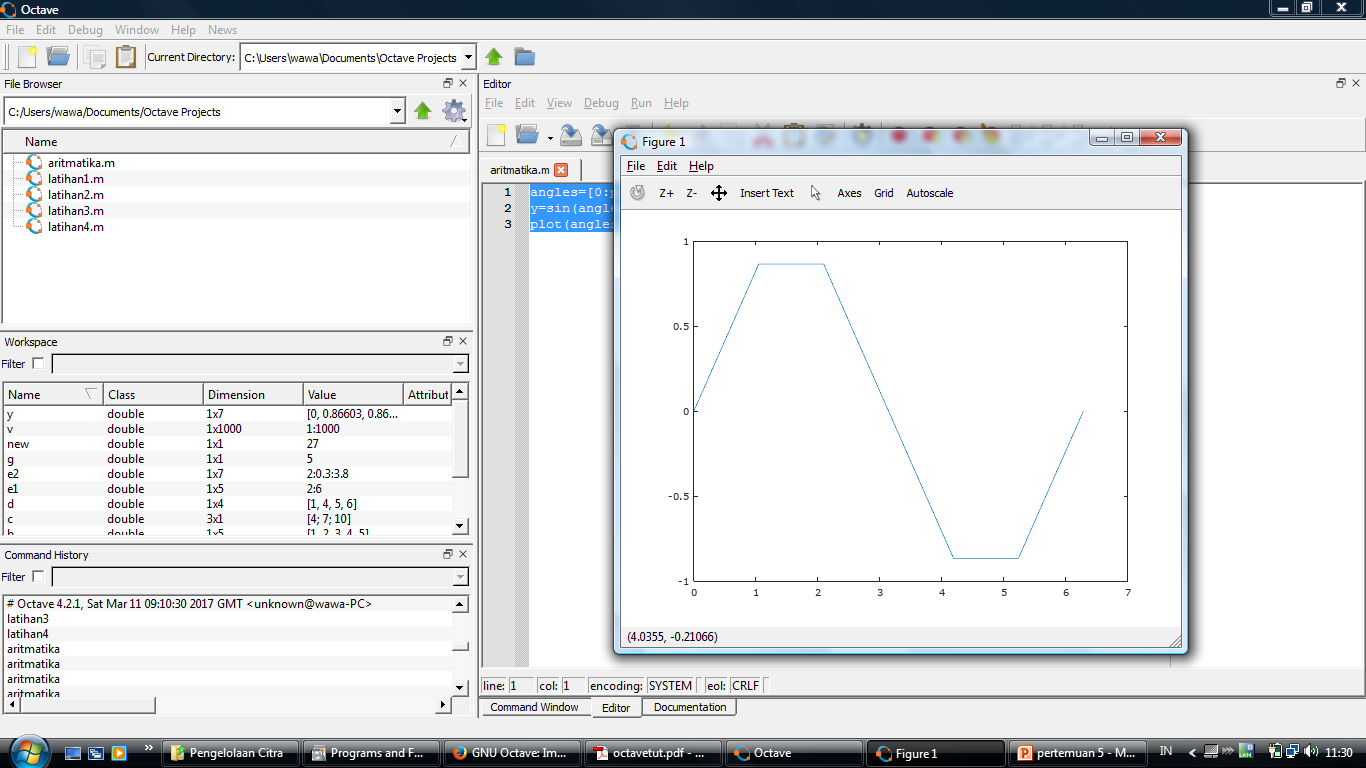 Octave
File Edit Debug Window Help News
Current Directory: C:\Users\wawa\Documents\Octave Projects
File Browser
C:/Users/wawa/Documents/Octave Projects
Name
aritmatika.m
latihan1.m
latihan2.m
latihan3.m
latihan4.m
Workspace
Filter
Name Class Dimension Value Attribut
y double 1x7 [0, 0.86603, 0.86...
v double 1x1000 1:1000
new double 1x1 27
g double 1x1 5
e2 double 1x7 2:0.3:3.8
e1 double 1x5 2:6
d double 1x4 [1, 4, 5, 6]
c double 3x1 [4; 7; 10]
b double 1x5 [1, 2, 3, 4, 5]
Command History
Filter
# Octave 4.2.1, Sat Mar 11 09:10:30 2017 GMT <unknown@wawa-PC>
latihan3
latihan4
aritmatika
aritmatika
aritmatika
aritmatika
Editor
File Edit View Debug Run Help
aritmatika.m
1 angles=[0:p
2 y=sin(angle
3 plot(angles
Figure 1
File Edit Help
Z+ Z- Insert Text Axes Grid Autoscale
1
0.5
0
-0.5
-1
0 1 2 3 4 5 6 7
(4.0355, -0.21066)
line: 1 col: 1 encoding: SYSTEM eol: CRLF
Command Window Editor Documentation
Pengelolaan Citra Programs and F... GNU Octave: Im... octavetut.pdf - ... Octave Figure 1 pertemuan 5 - M... IN 11:30